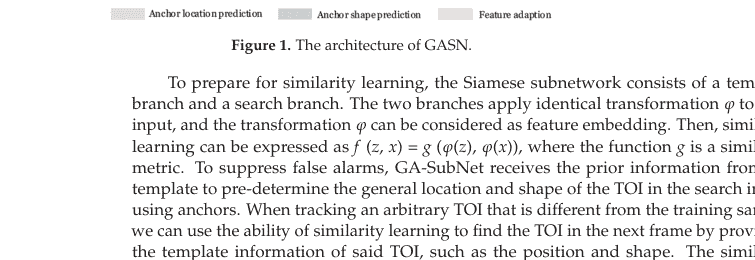 Anchor location prediction Anchor shape prediction Feature adaption
Figure 1. The architecture of GASN.
To prepare for similarity learning, the Siamese subnetwork consists of a tem
branch and a search branch. The two branches apply identical transformation φ to
input, and the transformation φ can be considered as feature embedding. Then, simil
learning can be expressed as f (z, x) = g (φ(z), φ(x)), where the function g is a simil
metric. To suppress false alarms, GA-SubNet receives the prior information from
template to pre-determine the general location and shape of the TOI in the search i
using anchors. When tracking an arbitrary TOI that is different from the training sa
we can use the ability of similarity learning to find the TOI in the next frame by provi
the template information of said TOI, such as the position and shape. The simil